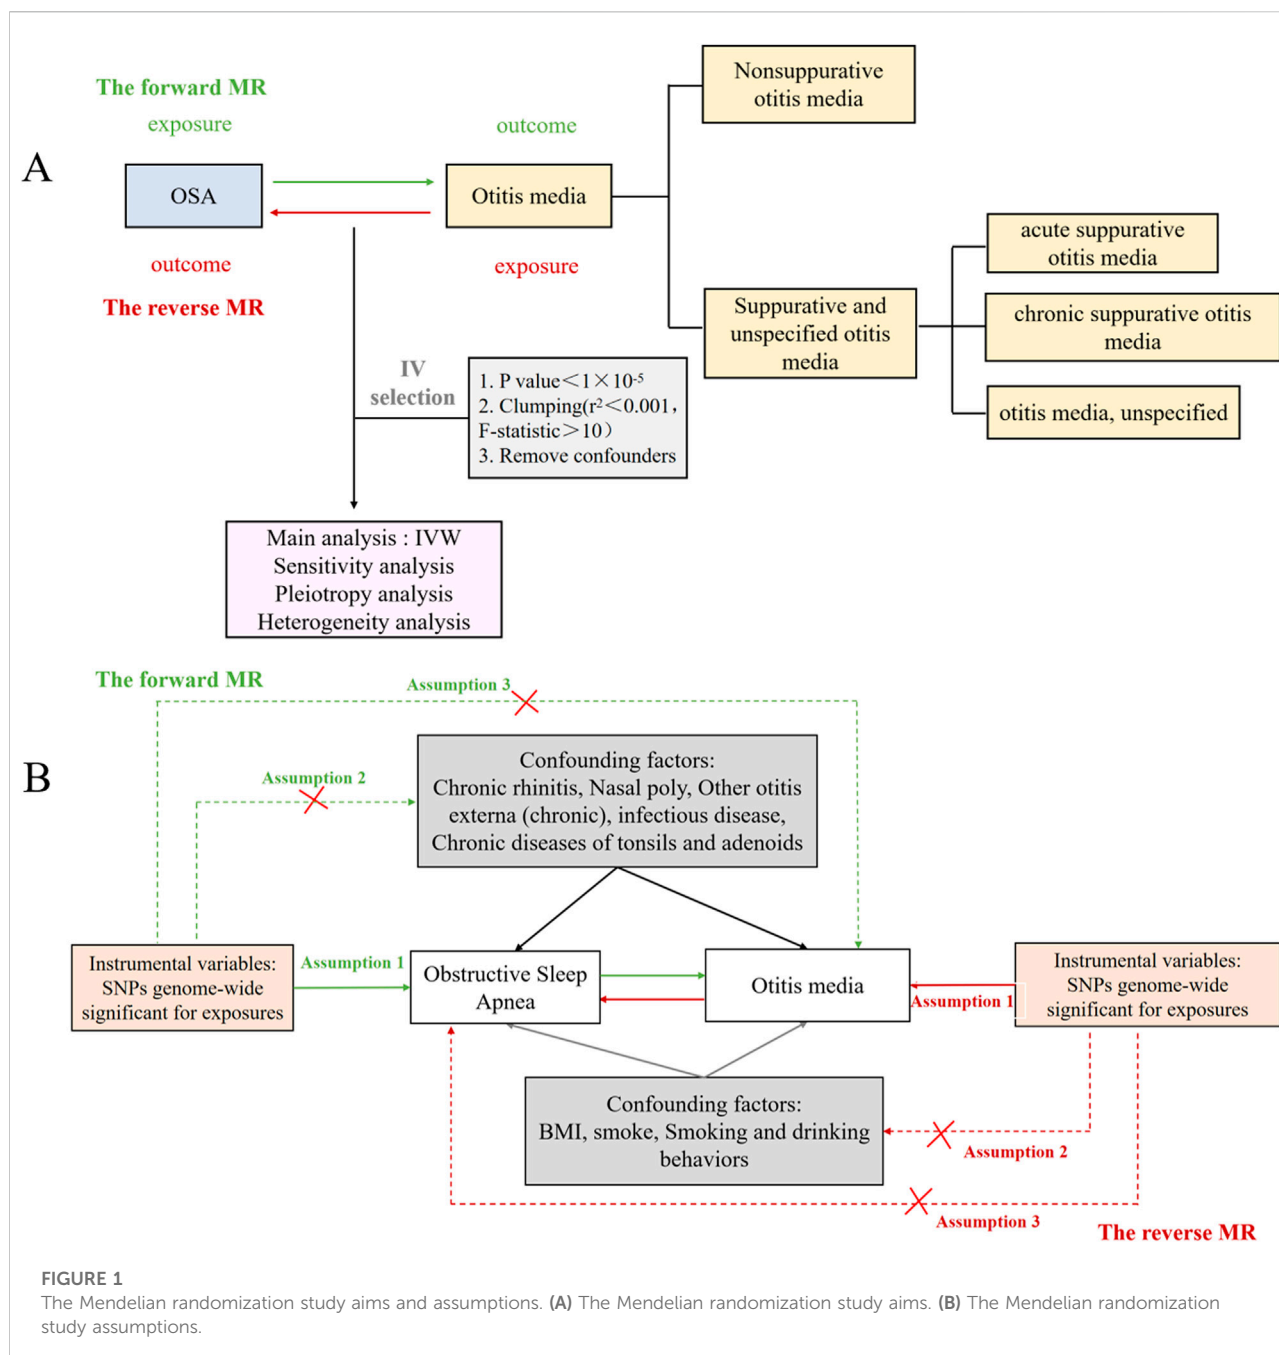 The forward MR
exposure
outcome
A
OSA
Otitis media
outcome
The reverse MR
exposure
Nonsuppurative
otitis media
Suppurative and
unspecified otitis
media
acute suppurative
otitis media
chronic suppurative otitis
media
otitis media, unspecified
IV
selection
1. P value＜1×10-5
2. Clumping(r²＜0.001，
F-statistic＞10）
3. Remove confounders
Main analysis : IVW
Sensitivity analysis
Pleiotropy analysis
Heterogeneity analysis
The forward MR
Assumption 3
B
Assumption 2
Confounding factors:
Chronic rhinitis, Nasal poly, Other otitis
externa (chronic), infectious disease,
Chronic diseases of tonsils and adenoids
Instrumental variables:
SNPs genome-wide
significant for exposures
Assumption 1
Obstructive Sleep
Apnea
Otitis media
Assumption 1
Instrumental variables:
SNPs genome-wide
significant for exposures
Confounding factors:
BMI, smoke, Smoking and drinking
behaviors
Assumption 2
Assumption 3
The reverse MR
FIGURE 1
The Mendelian randomization study aims and assumptions. (A) The Mendelian randomization study aims. (B) The Mendelian randomization
study assumptions.